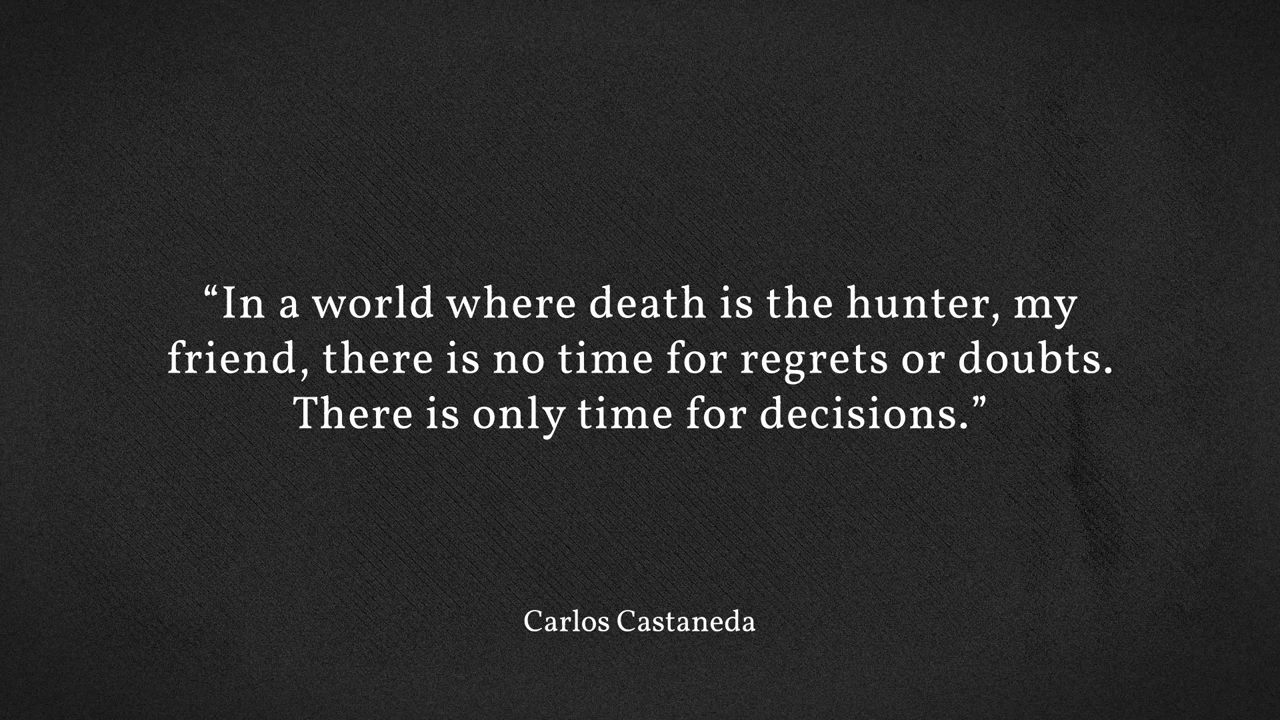 “In a world where death is the hunter, my
friend, there is no time for regrets or doubts.
There is only time for decisions.”
Carlos Castaneda